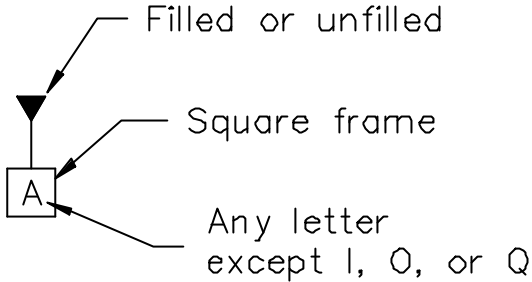 Filled or unfilled
Square frame
A
Any letter
except I, O, or Q